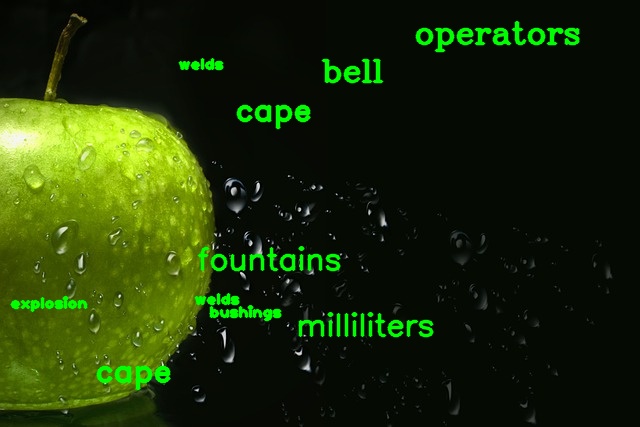 operators
welds
bell
cape
fountains
welds
explosion
bushings
milliliters
cape